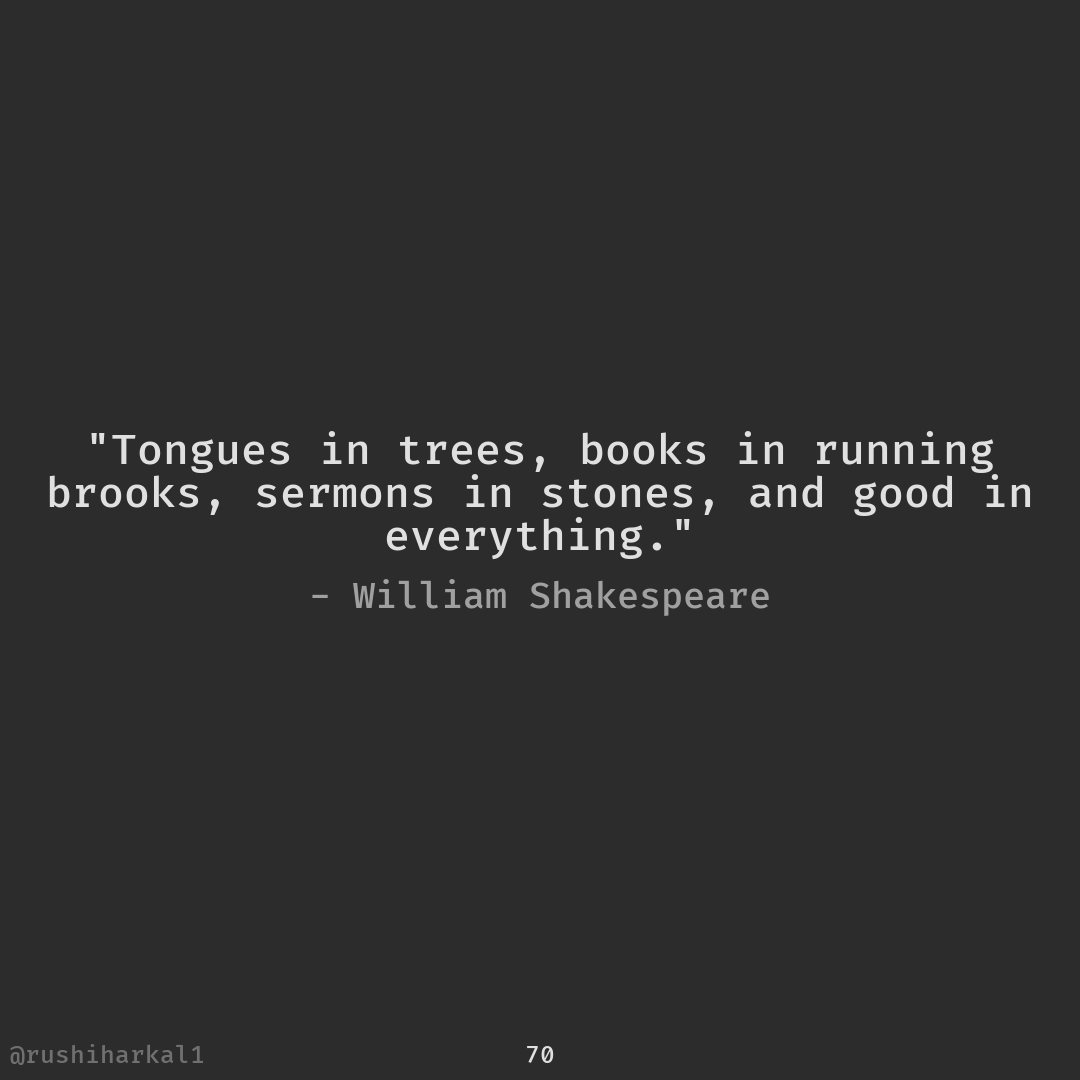 "Tongues in trees, books in running
brooks, sermons in stones, and good in
everything."
- William Shakespeare
@rushiharkal1
70